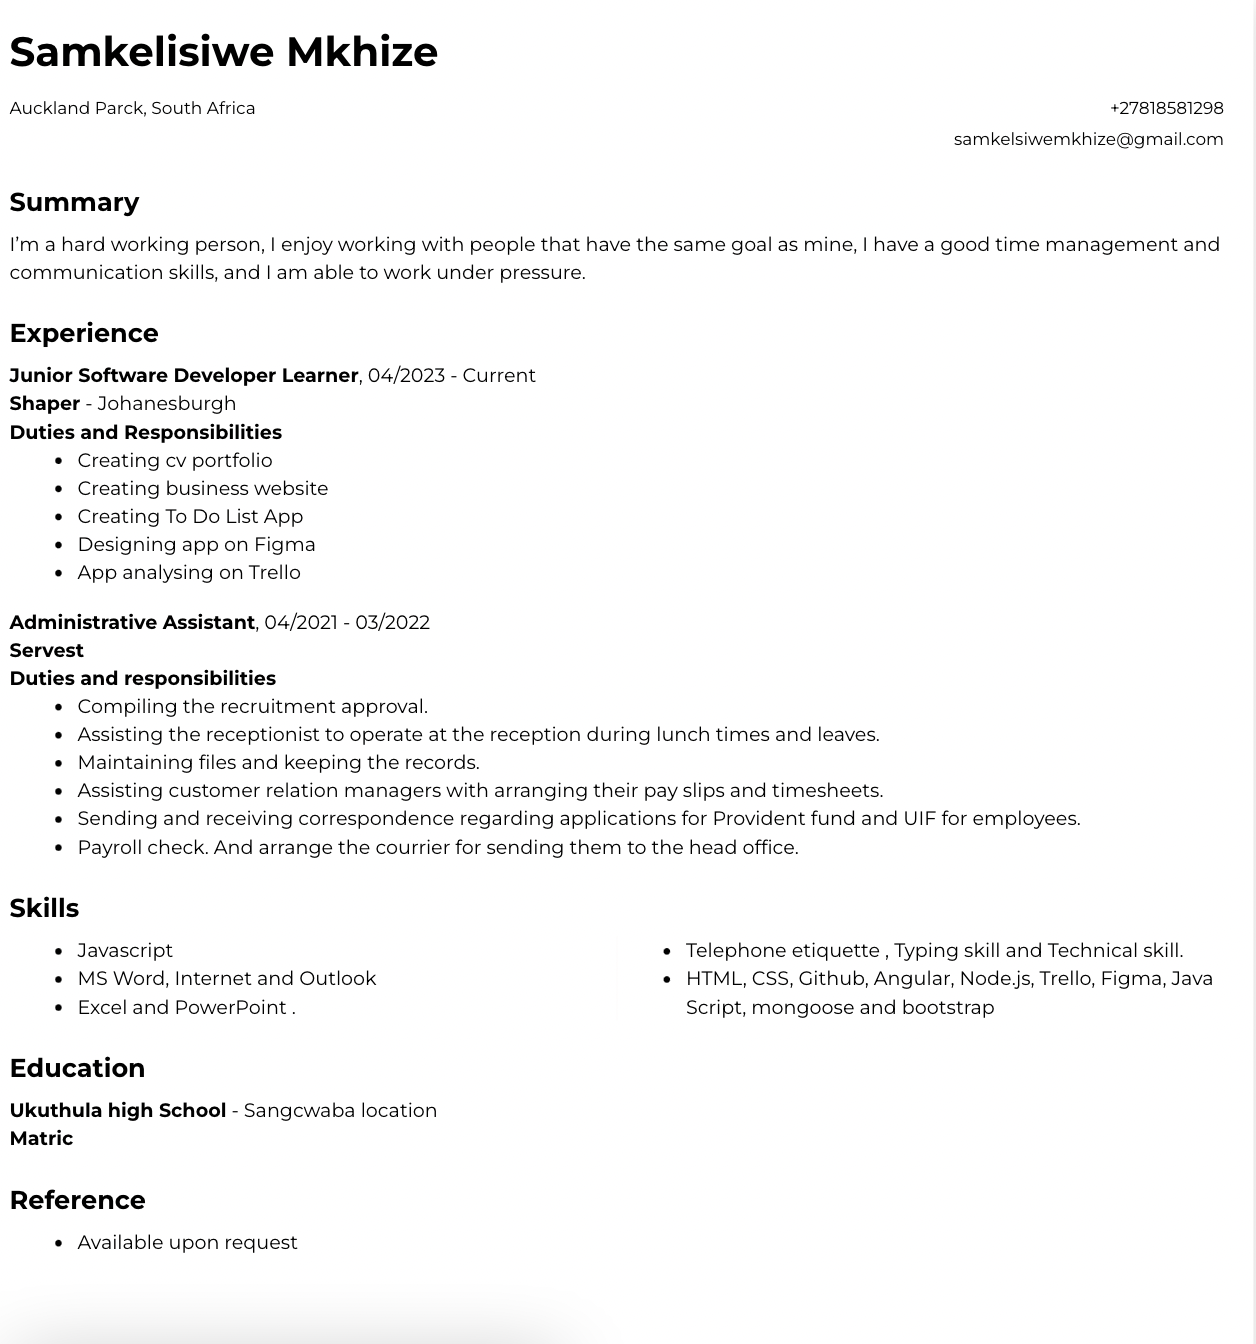 Samkelisiwe Mkhize
Auckland Parck, South Africa
+27818581298
samkelsiwemkhize@gmail.com
Summary
I’m a hard working person, I enjoy working with people that have the same goal as mine, I have a good time management and
communication skills, and I am able to work under pressure.
Experience
Junior Software Developer Learner, 04/2023 - Current
Shaper - Johanesburgh
Duties and Responsibilities
• Creating cv portfolio
• Creating business website
• Creating To Do List App
• Designing app on Figma
• App analysing on Trello
Administrative Assistant, 04/2021 - 03/2022
Servest
Duties and responsibilities
• Compiling the recruitment approval.
• Assisting the receptionist to operate at the reception during lunch times and leaves.
• Maintaining files and keeping the records.
• Assisting customer relation managers with arranging their pay slips and timesheets.
• Sending and receiving correspondence regarding applications for Provident fund and UIF for employees.
• Payroll check. And arrange the courrier for sending them to the head office.
Skills
• Javascript
• MS Word, Internet and Outlook
• Excel and PowerPoint .
• Telephone etiquette , Typing skill and Technical skill.
• HTML, CSS, Github, Angular, Node.js, Trello, Figma, Java
Script, mongoose and bootstrap
Education
Ukuthula high School - Sangcwaba location
Matric
Reference
• Available upon request